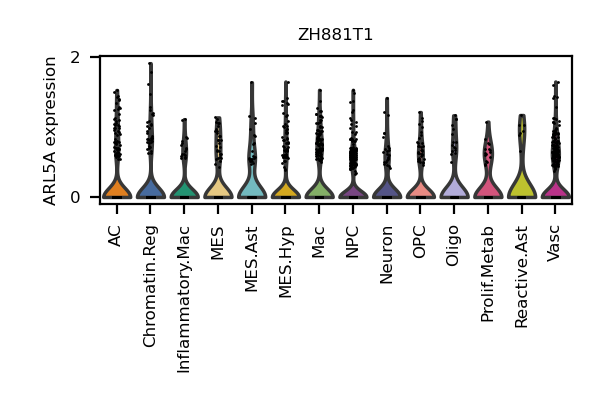 ZH881T1
ARL5A expression
2
0
AC
Chromatin.Reg
Inflammatory.Mac
MES
MES.Ast
MES.Hyp
Mac
NPC
Neuron
OPC
Oligo
Prolif.Metab
Reactive.Ast
Vasc